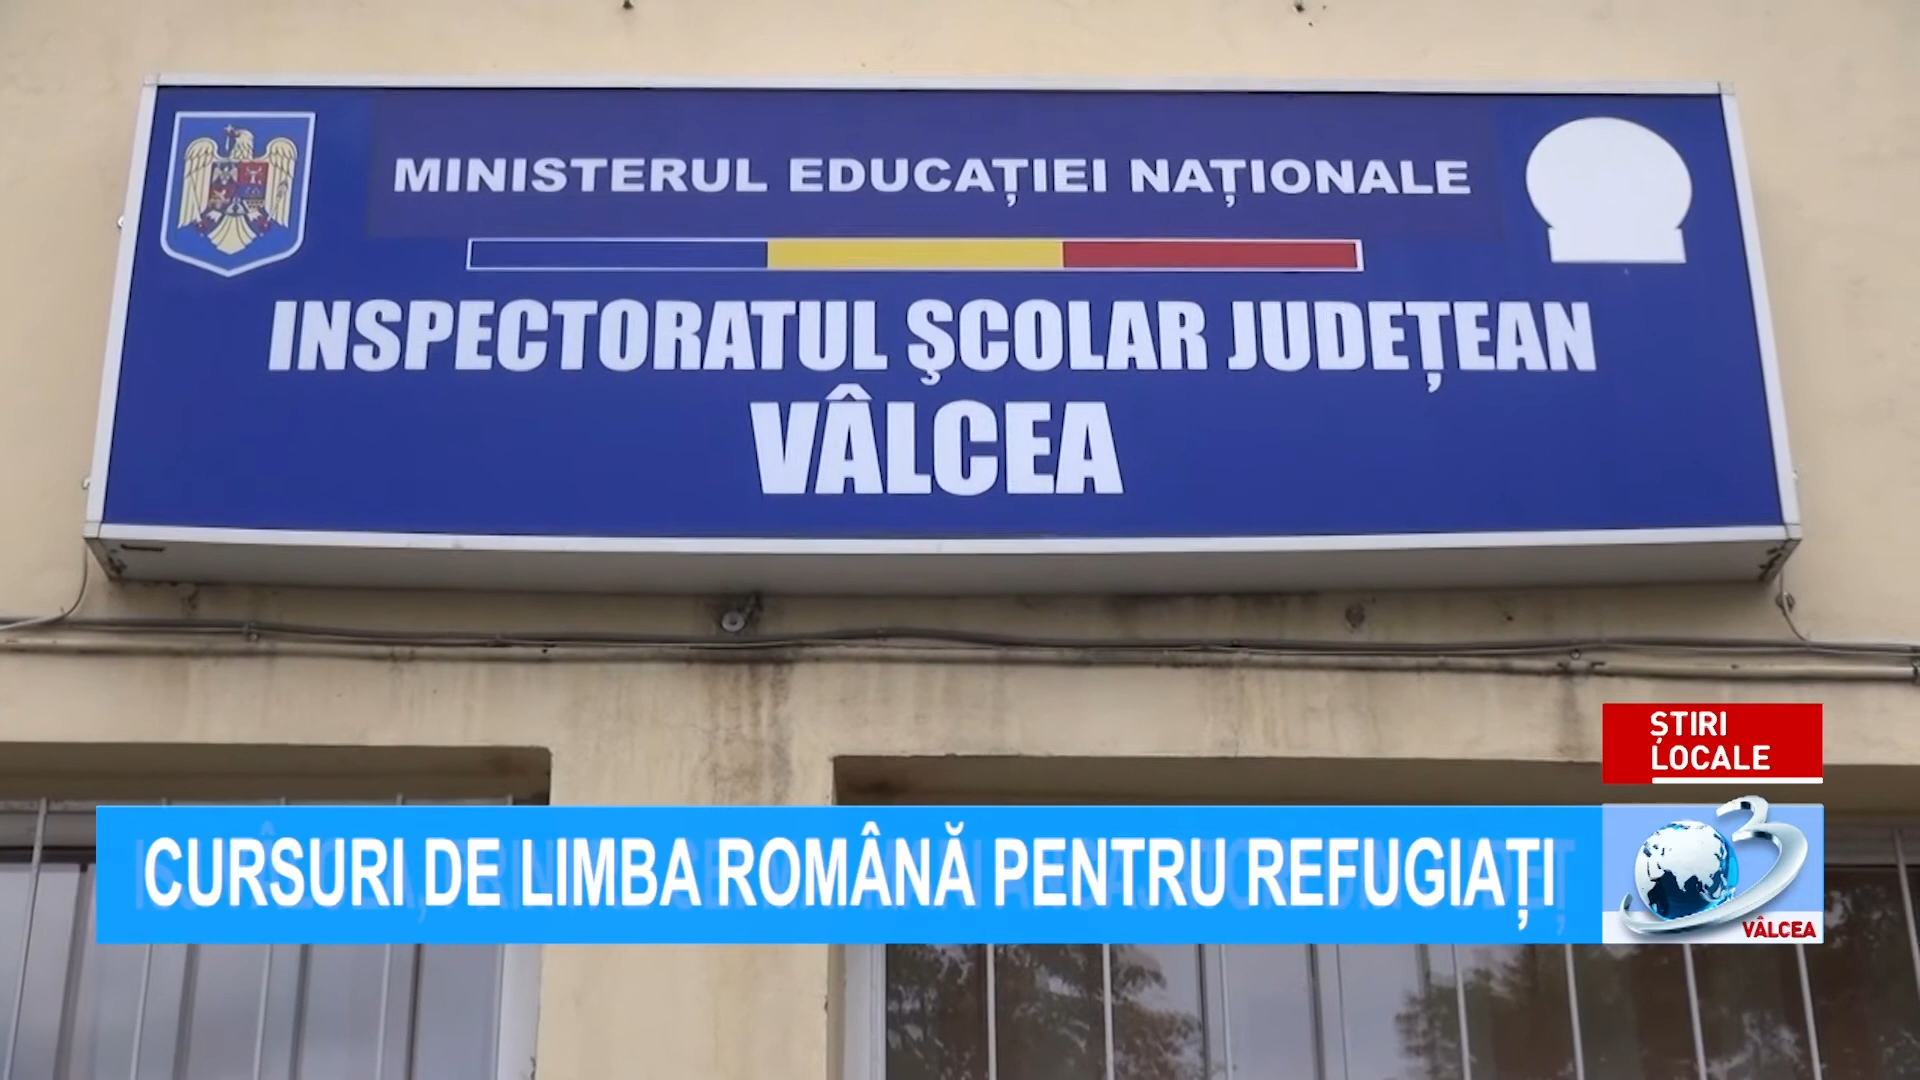 MINISTERUL EDUCAȚIEI NAȚIONALE
INSPECTORATUL ŞCOLAR JUDEȚEAN
VÂLCEA
ȘTIRI
LOCALE
CURSURI DE LIMBA ROMÂNĂ PENTRU REFUGIAȚI
3
VÂLCEA